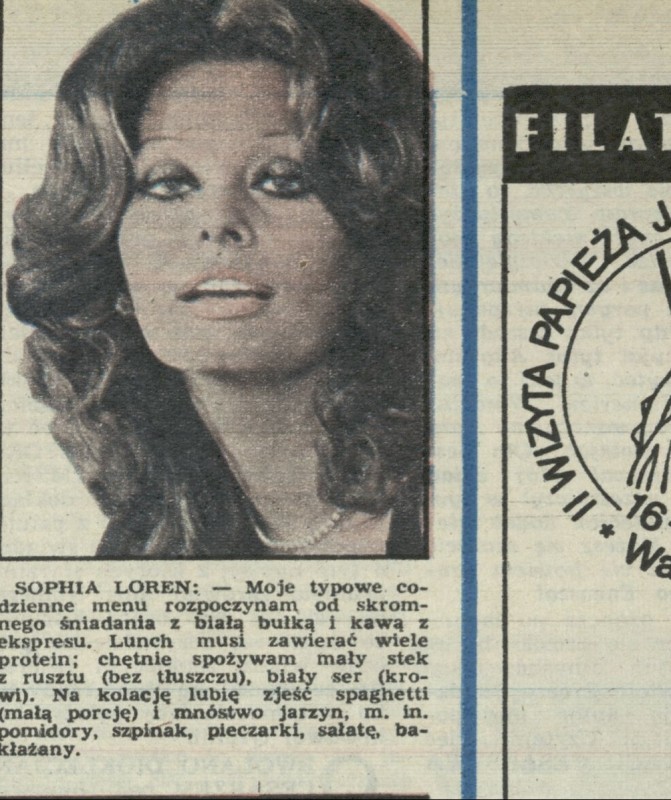 SOPHIA LOREN: — Moje typowe co-
dzienne menu rozpoczynam od skrom-
nego śniadania z białą bułką i kawą z
ekspresu. Lunch musi zawierać wiele
protein; chętnie spożywam mały stek
z rusztu (bez tłuszczu), biały ser (kro-
wi). Na kolację lubię zjeść spaghetti
(małą porcję) i mnóstwo jarzyn, m. in.
pomidory, szpinak, pieczarki, sałatę, ba-
kłażany.
FILAT
II WIZYTA PAPIEŻA J
16
* Wa